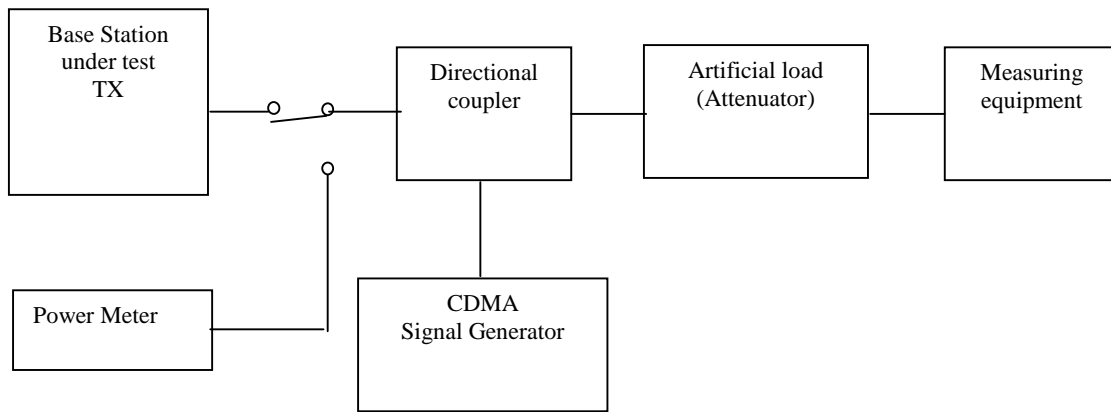 Base Station
under test
TX
Directional
coupler
Artificial load
(Attenuator)
Measuring
equipment
Power Meter
CDMA
Signal Generator